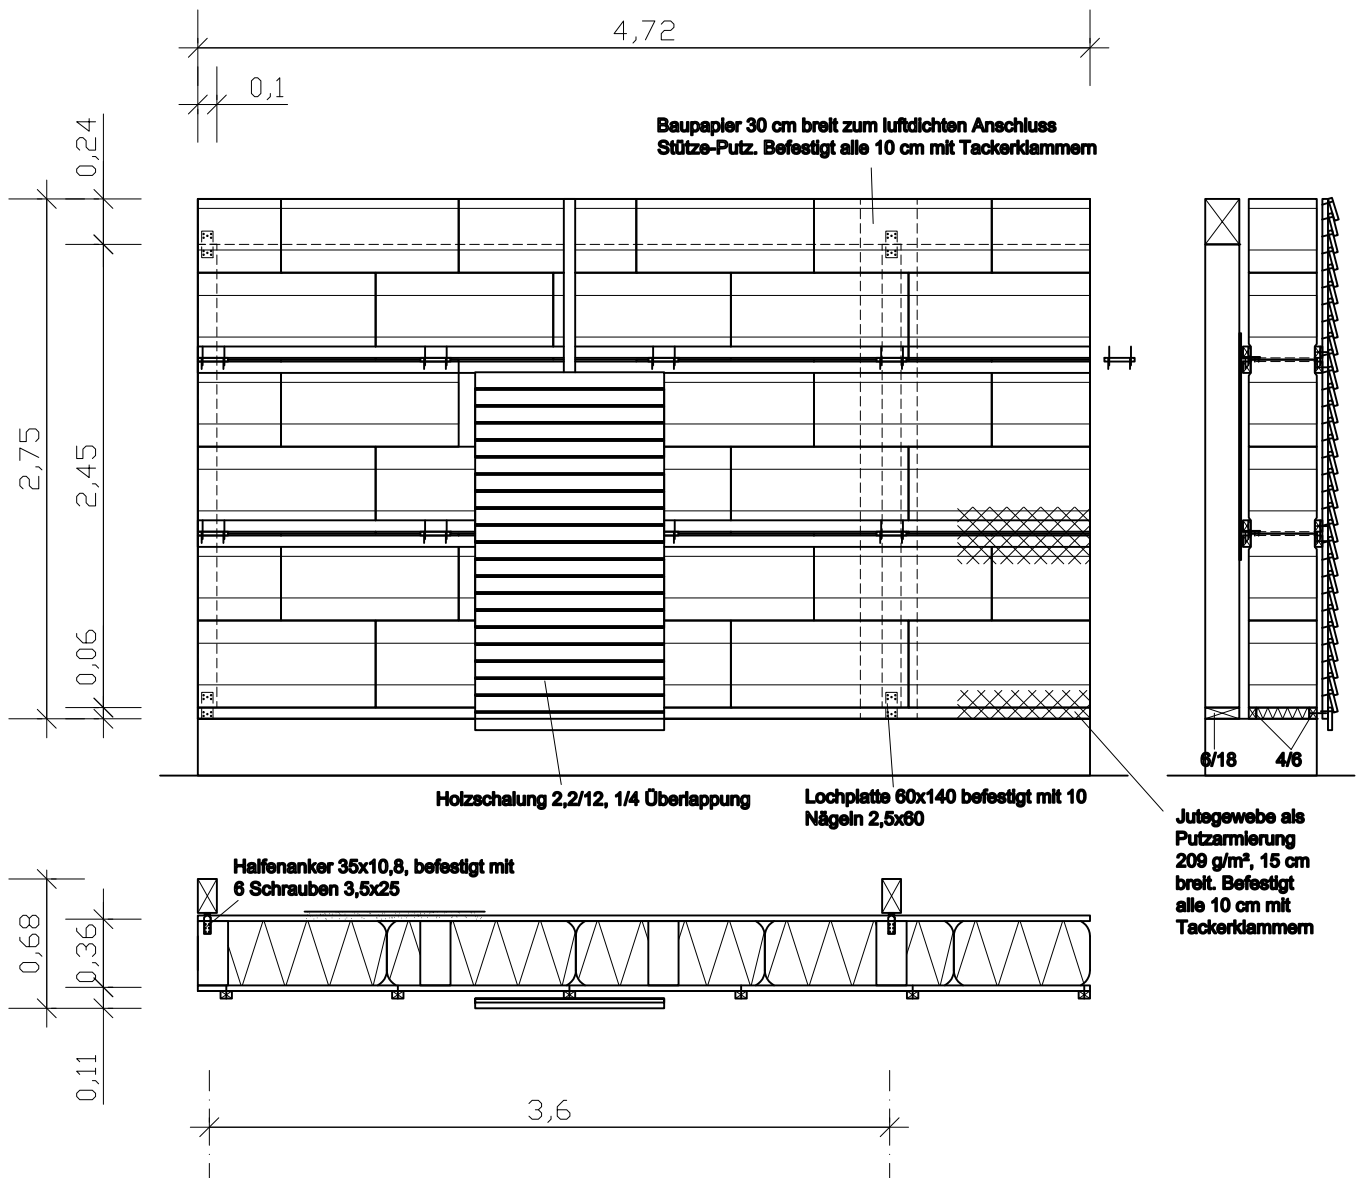 4,72
0,1
0,24
Baupapier 30 cm breit zum luftdichten Anschluss
Stütze-Putz. Befestigt alle 10 cm mit Tackerklammern
2,75
2,45
0,06
6/18
4/6
Holzschalung 2,2/12, 1/4 Überlappung
Lochplatte 60x140 befestigt mit 10
Nägeln 2,5x60
Jutegewebe als
Putzarmierung
209 g/m², 15 cm
breit. Befestigt
alle 10 cm mit
Tackerklammern
Halfenanker 35x10,8, befestigt mit
6 Schrauben 3,5x25
0,68
0,36
0,11
3,6